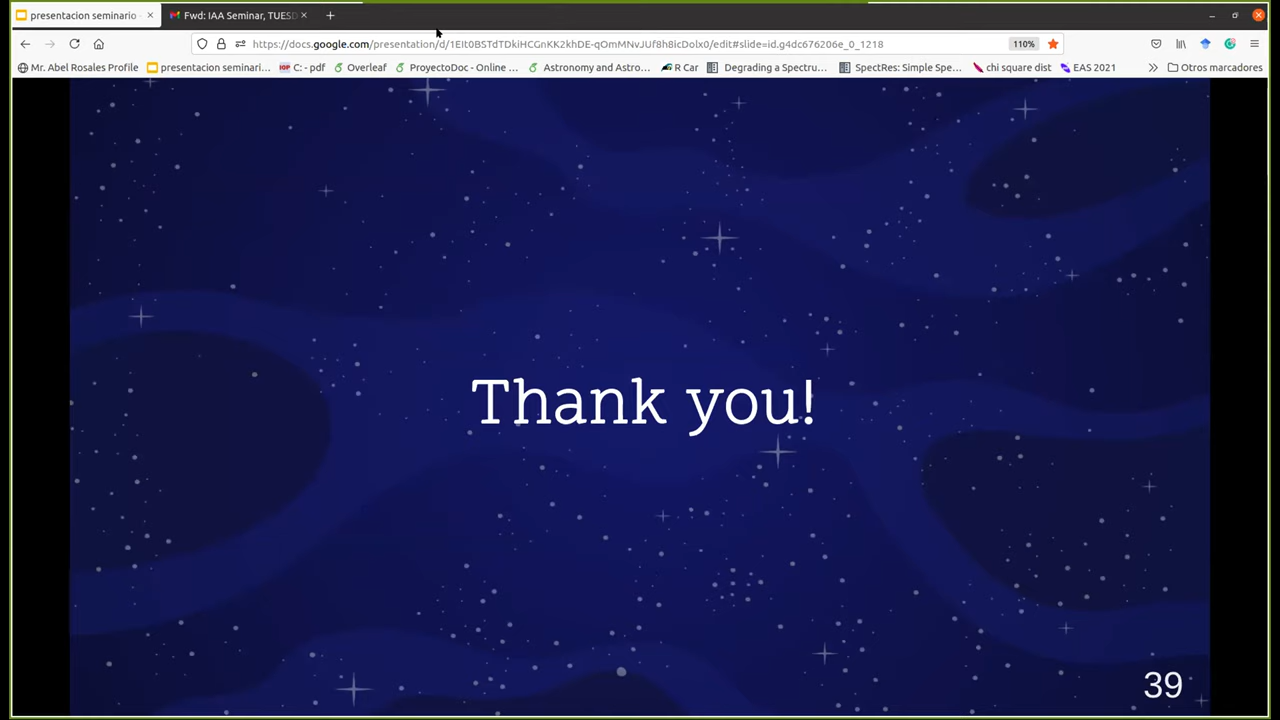 presentacion seminario
Fwd: IAA Seminar, TUESD
https://docs.google.com/presentation/d/1EIt0BSTdTDkiHCGnKK2khDE-qOmMNvJUf8h8icDolx0/edit#slide=id.g4dc676206e_0_1218
110%
Mr. Abel Rosales Profile
presentacion seminari...
IOP
C: - pdf
Overleaf
ProyectoDoc - Online ...
Astronomy and Astro...
R Car
Degrading a Spectru...
SpectRes: Simple Spe...
chi square dist
EAS 2021
Otros marcadores
Thank you!
39